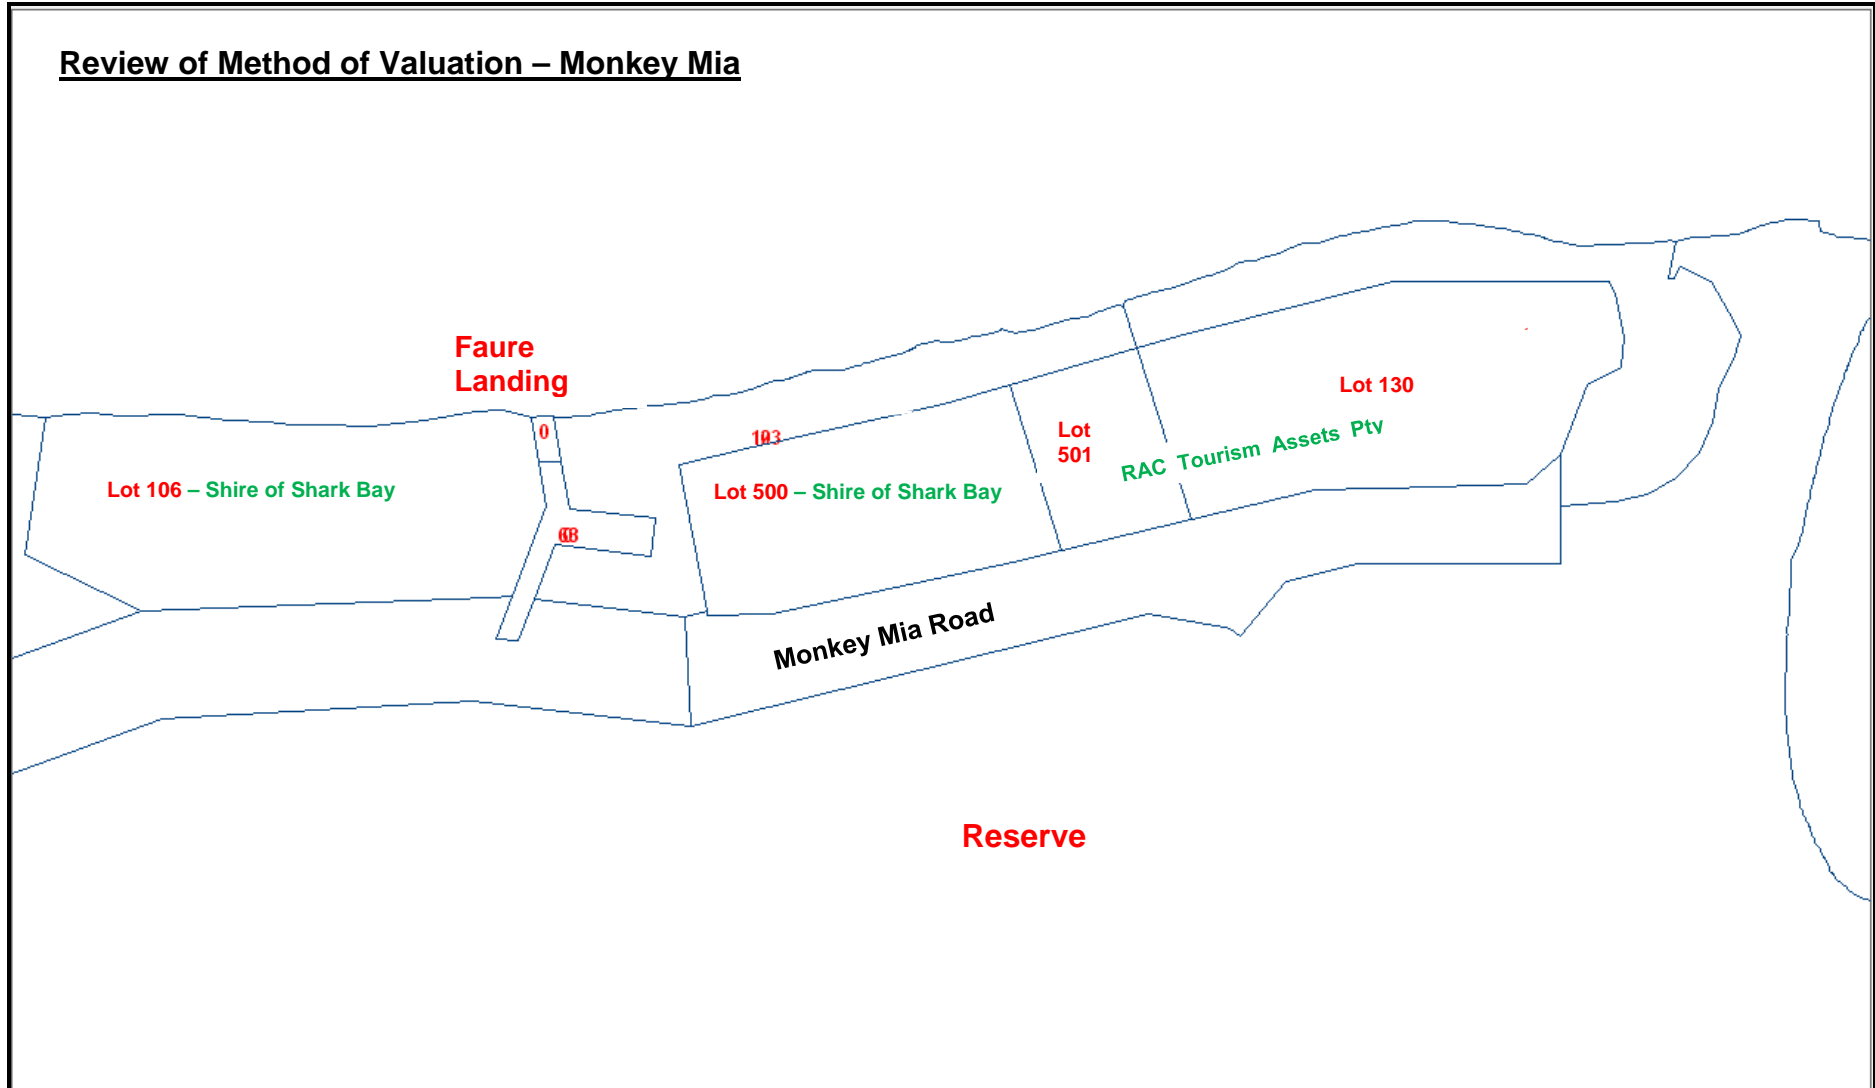 Review of Method of Valuation – Monkey Mia
Faure
Landing
0
Lot 130
Lot
501
RAC Tourism Assets Pty
Lot 106 – Shire of Shark Bay
Lot 500 – Shire of Shark Bay
Monkey Mia Road
Reserve